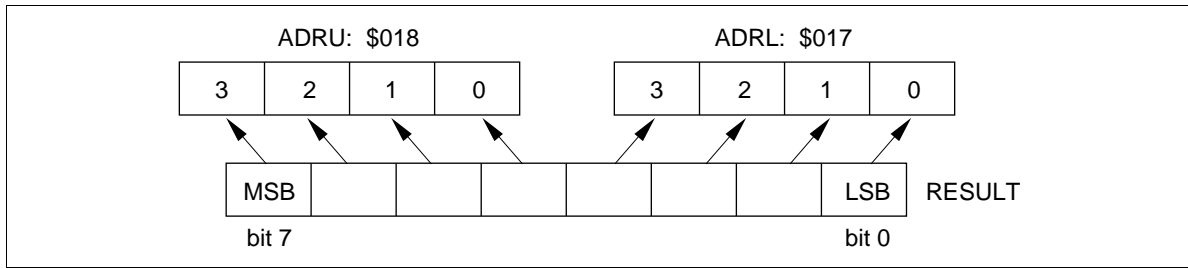 ADRU: $018 ADRL: $017
3 2 1 0 3 2 1 0
MSB LSB RESULT
bit 7 bit 0